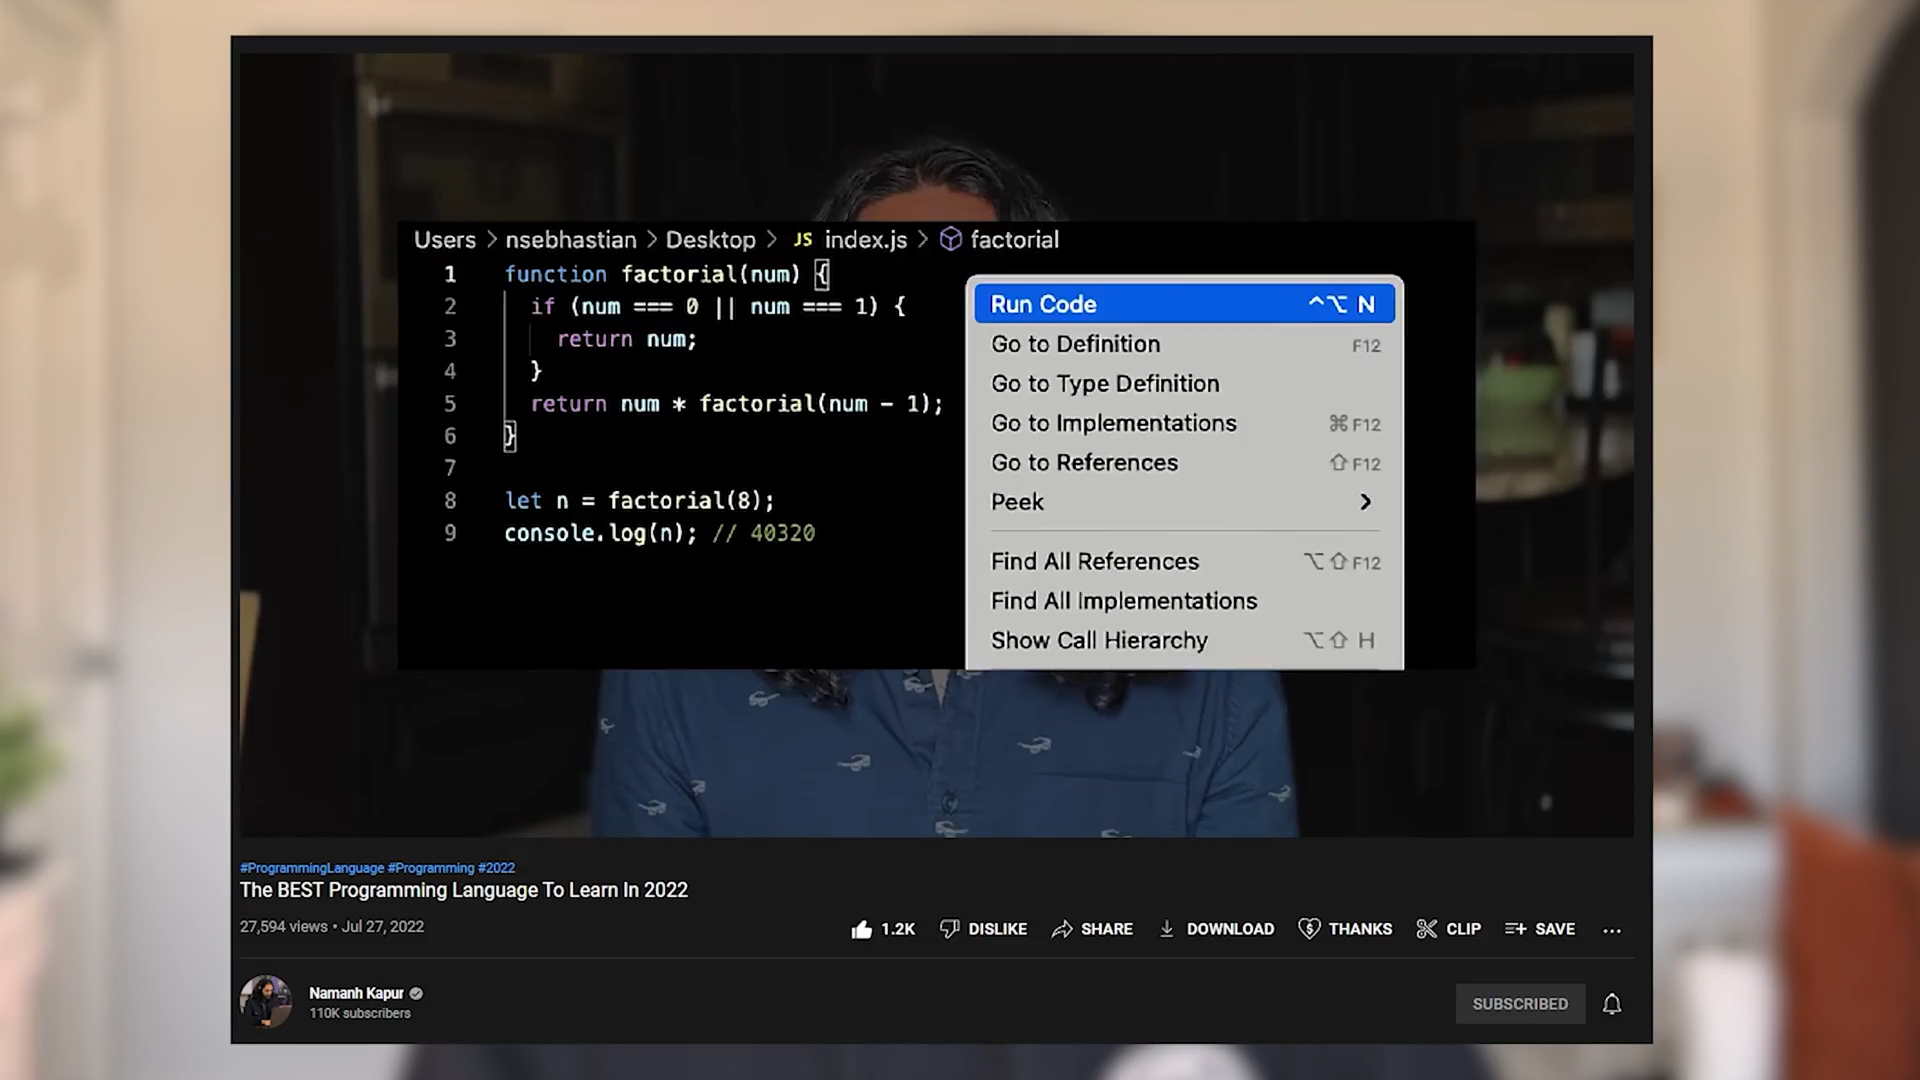 Users > nsebhastian > Desktop > JS index.js > factorial
1 function factorial(num) {
2 if (num === 0 || num === 1) {
3 return num;
4 }
5 return num * factorial(num - 1);
6 }
7
8 let n = factorial(8);
9 console.log(n); // 40320
Run Code ^⌥ N
Go to Definition F12
Go to Type Definition
Go to Implementations ⌘F12
Go to References ⇧F12
Peek >
Find All References ⌥⇧F12
Find All Implementations
Show Call Hierarchy ⌥⇧ H
#ProgrammingLanguage #Programming #2022
The BEST Programming Language To Learn In 2022
27,594 views • Jul 27, 2022
1.2K DISLIKE SHARE DOWNLOAD THANKS CLIP SAVE ...
Namanh Kapur
110K subscribers
SUBSCRIBED